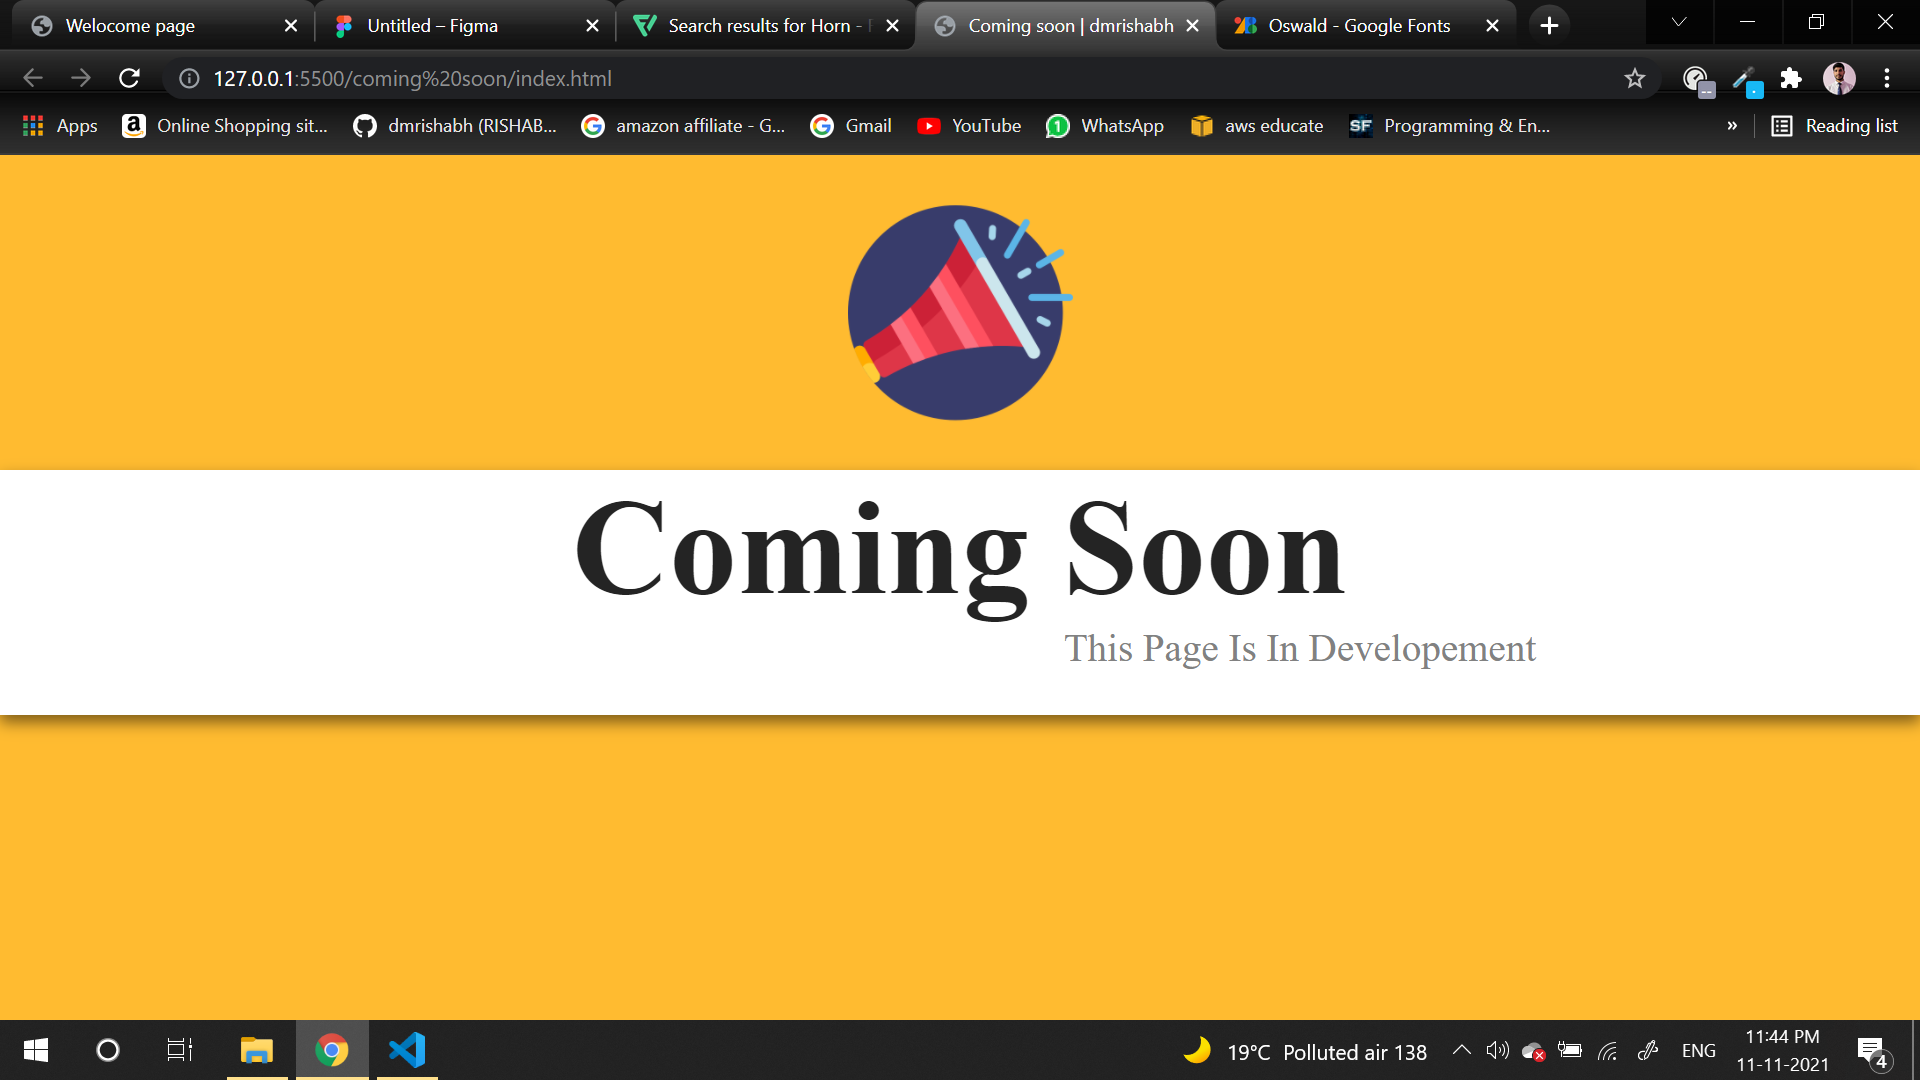 Welocome page
Untitled – Figma
Search results for Horn -
Coming soon | dmrishabh
Oswald - Google Fonts
127.0.0.1:5500/coming%20soon/index.html
Apps
Online Shopping sit...
dmrishabh (RISHAB...
amazon affiliate - G...
Gmail
1
WhatsApp
YouTube
aws educate
SF
Programming & En...
»
Reading list
Coming Soon
This Page Is In Developement
19°C Polluted air 138
ENG
11:44 PM
11-11-2021
4